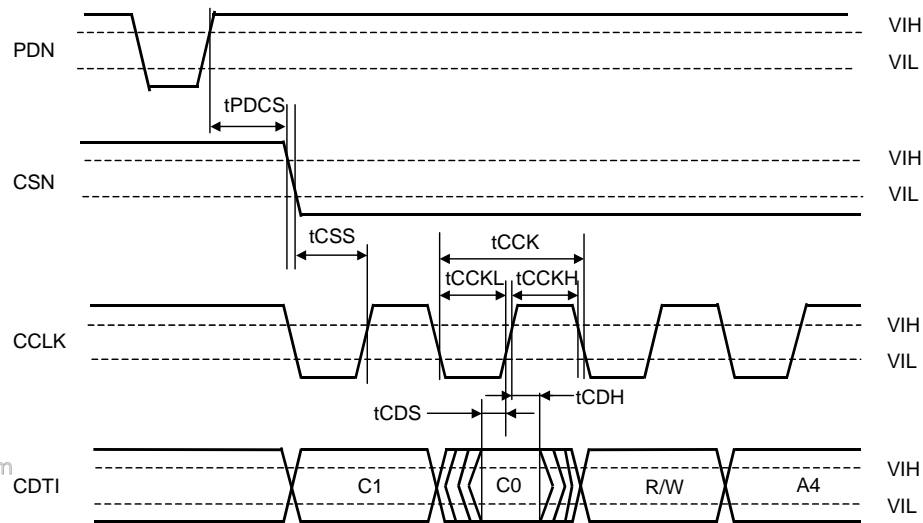 VIH
PDN
VIL
tPDCS
VIH
CSN
VIL
tCSS
tCCK
tCCKL
tCCKH
VIH
CCLK
VIL
tCDS
tCDH
VIH
CDTI
C1
C0
R/W
A4
VIL